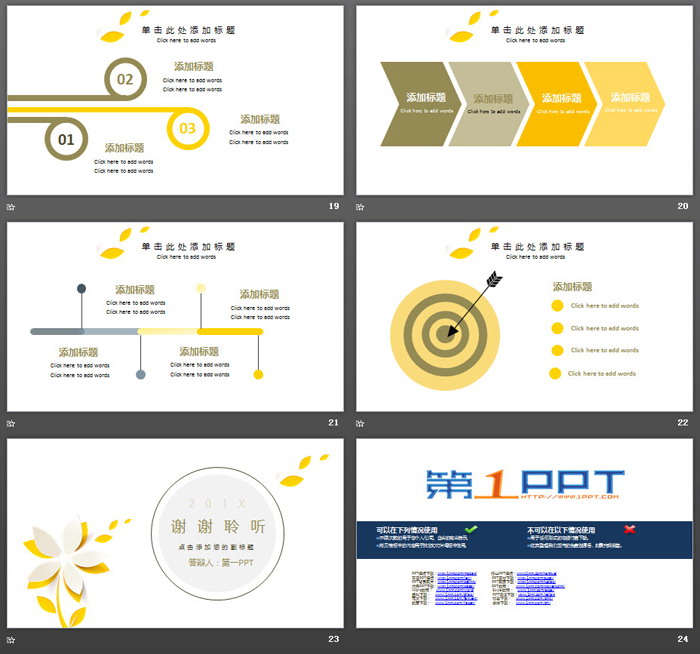 单击此处添加标题
Click here to add words
02
添加标题
Click here to add words
Click here to add words
01
03
添加标题
Click here to add words
Click here to add words
添加标题
Click here to add words
Click here to add words
19
单击此处添加标题
Click here to add words
添加标题
Click here to add words
添加标题
Click here to add words
添加标题
Click here to add words
添加标题
Click here to add words
20
单击此处添加标题
Click here to add words
添加标题
Click here to add words
Click here to add words
添加标题
Click here to add words
Click here to add words
添加标题
Click here to add words
Click here to add words
添加标题
Click here to add words
Click here to add words
21
单击此处添加标题
Click here to add words
添加标题
Click here to add words
Click here to add words
Click here to add words
Click here to add words
22
201X
谢谢聆听
点击添加您的副标题
答辩人：第一PPT
23
第1PPT
HTTP://WWW.1PPT.COM
可以在下列情况使用
不可以在以下情况使用
24